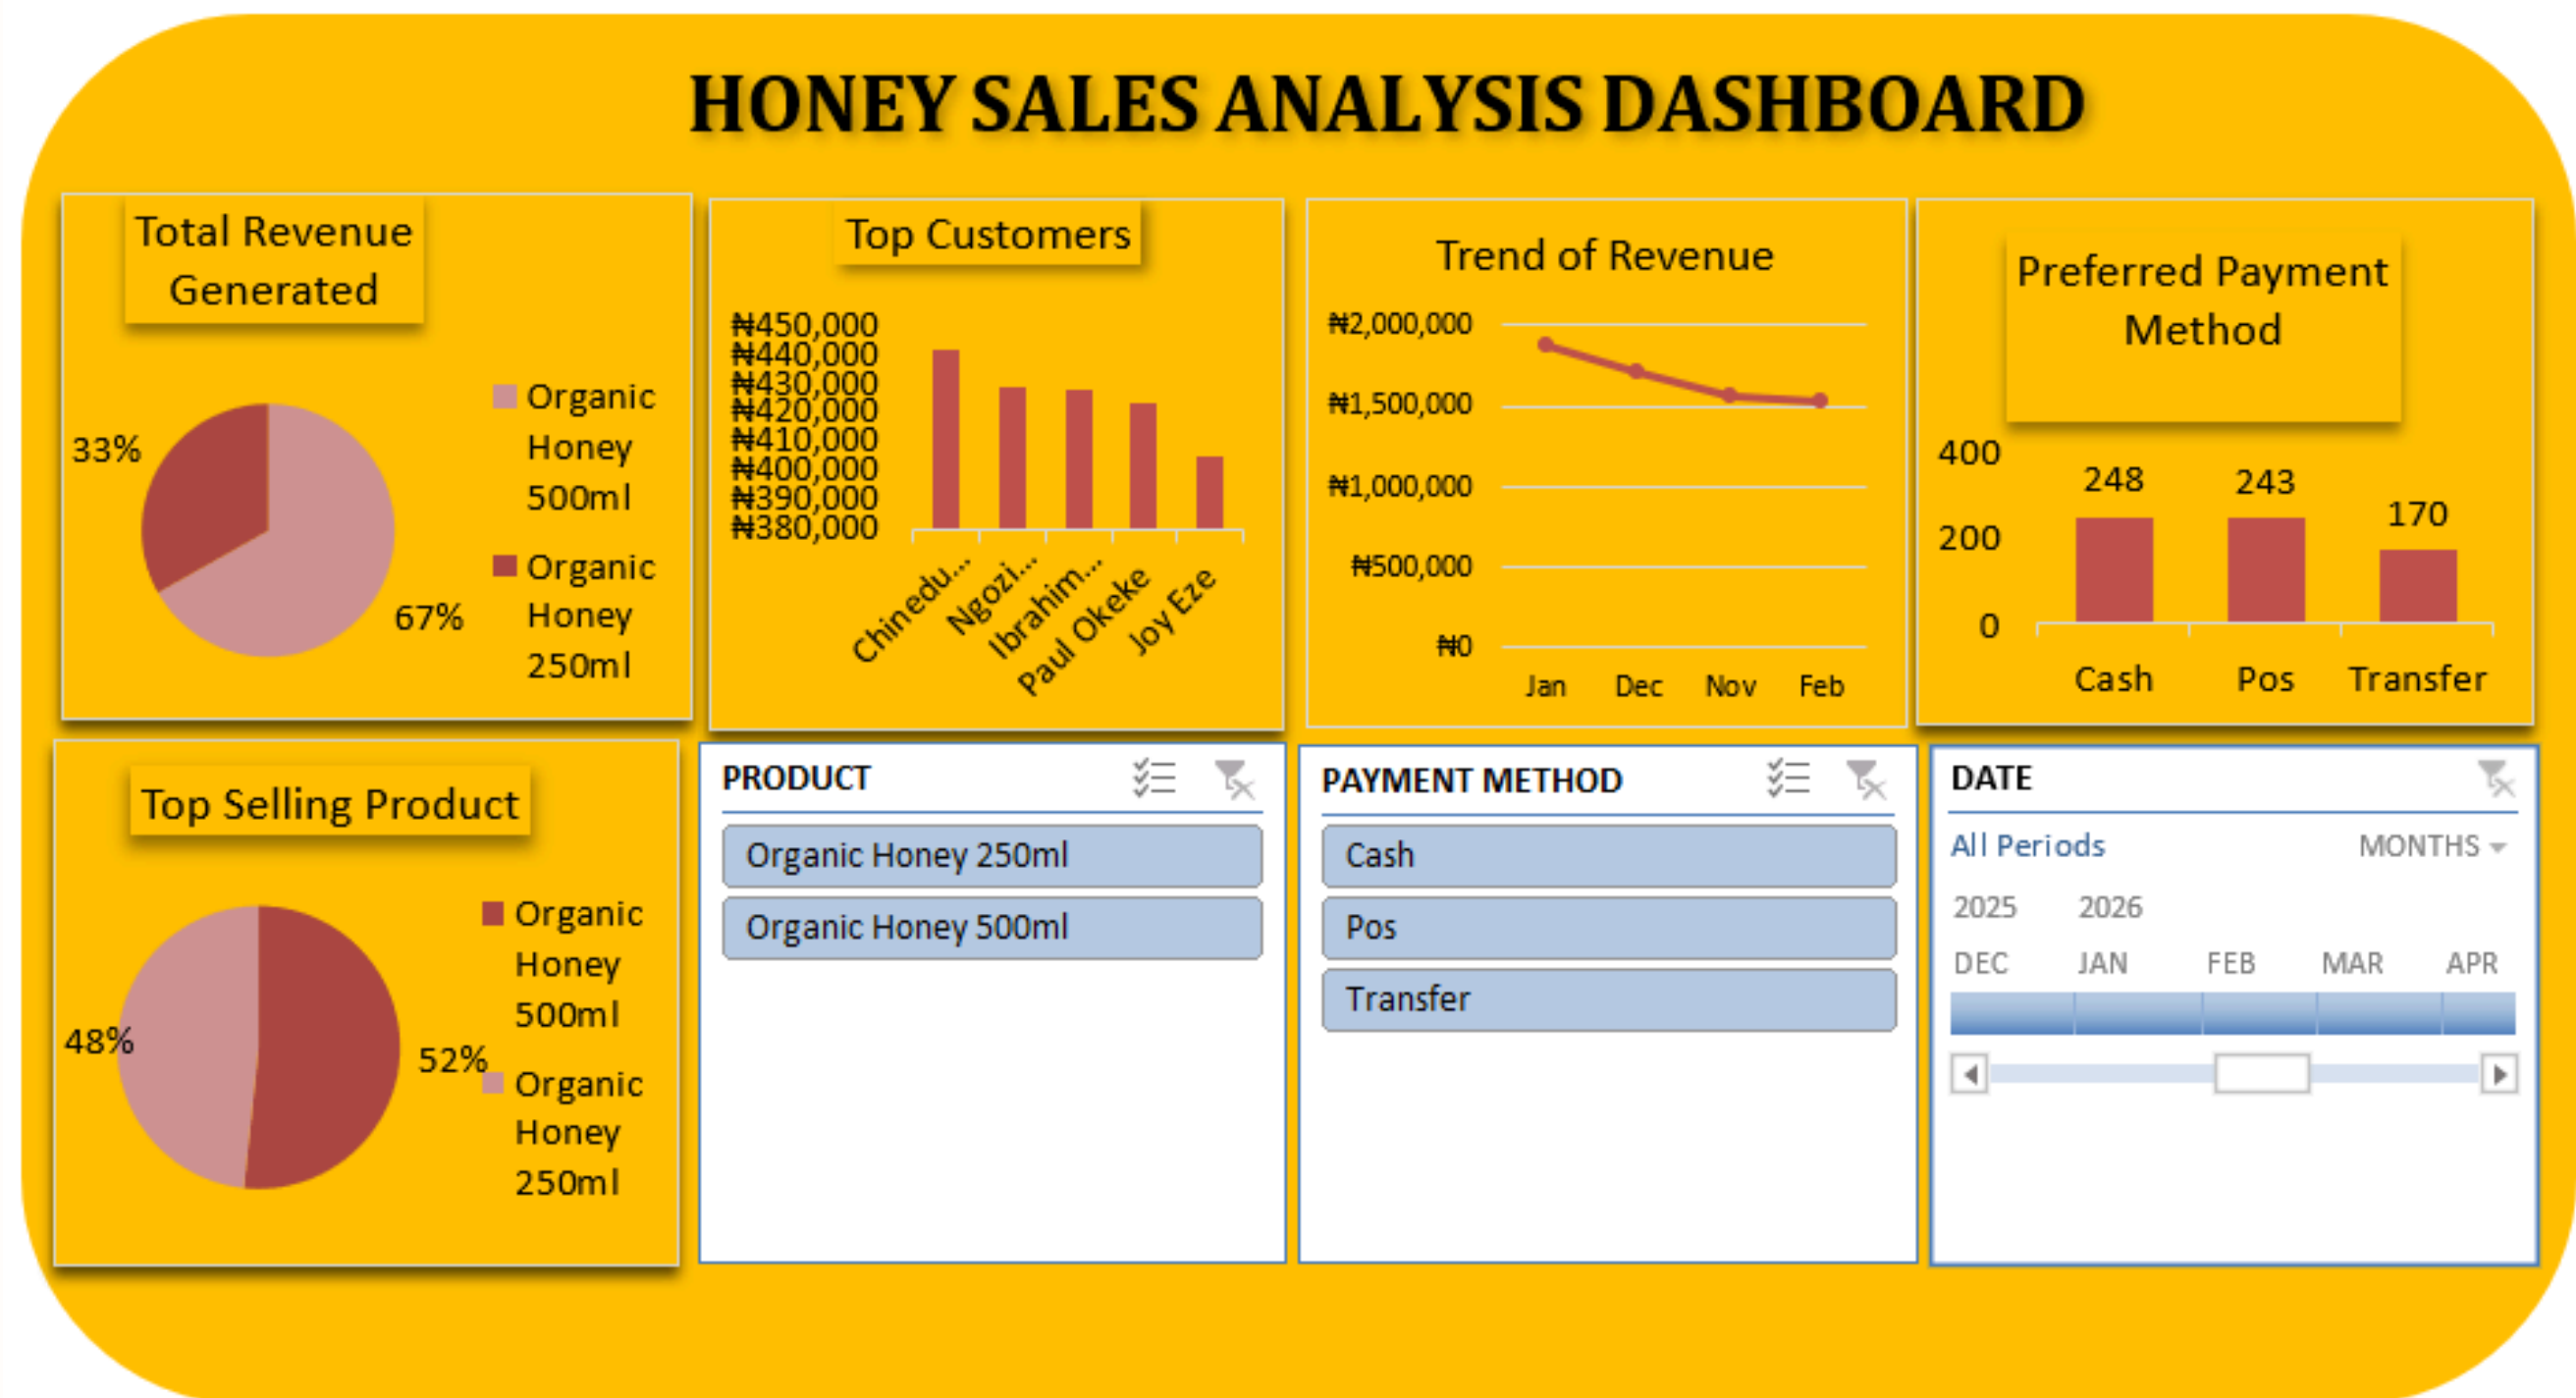 HONEY SALES ANALYSIS DASHBOARD
Total Revenue
Generated
33%
67%
Organic
Honey
500ml
Organic
Honey
250ml
Top Customers
₦450,000
₦440,000
₦430,000
₦420,000
₦410,000
₦400,000
₦390,000
₦380,000
Chinedu...
Ngozi...
Ibrahim...
Paul Okeke
Joy Eze
Trend of Revenue
₦2,000,000
₦1,500,000
₦1,000,000
₦500,000
₦0
Jan Dec Nov Feb
Preferred Payment
Method
400
200
0
248
243
170
Cash Pos Transfer
Top Selling Product
48%
52%
Organic
Honey
500ml
Organic
Honey
250ml
PRODUCT
Organic Honey 250ml
Organic Honey 500ml
PAYMENT METHOD
Cash
Pos
Transfer
DATE
All Periods MONTHS
2025 2026
DEC JAN FEB MAR APR